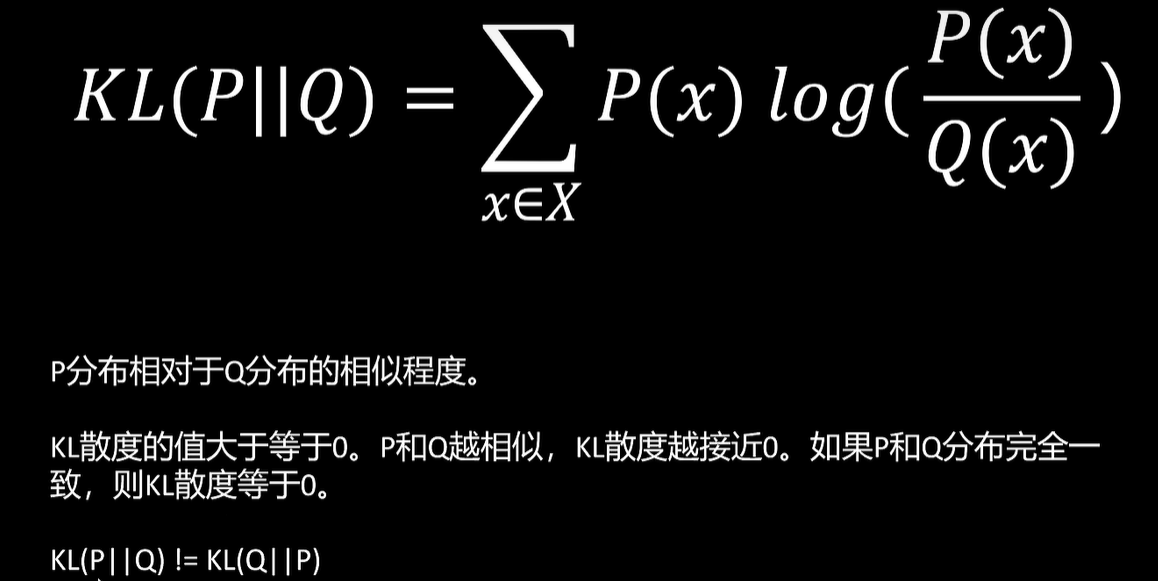 KL(P||Q) = ∑ x∈X P(x) log( P(x) / Q(x) )
P分布相对于Q分布的相似程度。
KL散度的值大于等于0。P和Q越相似，KL散度越接近0。如果P和Q分布完全一
致，则KL散度等于0。
KL(P||Q) != KL(Q||P)